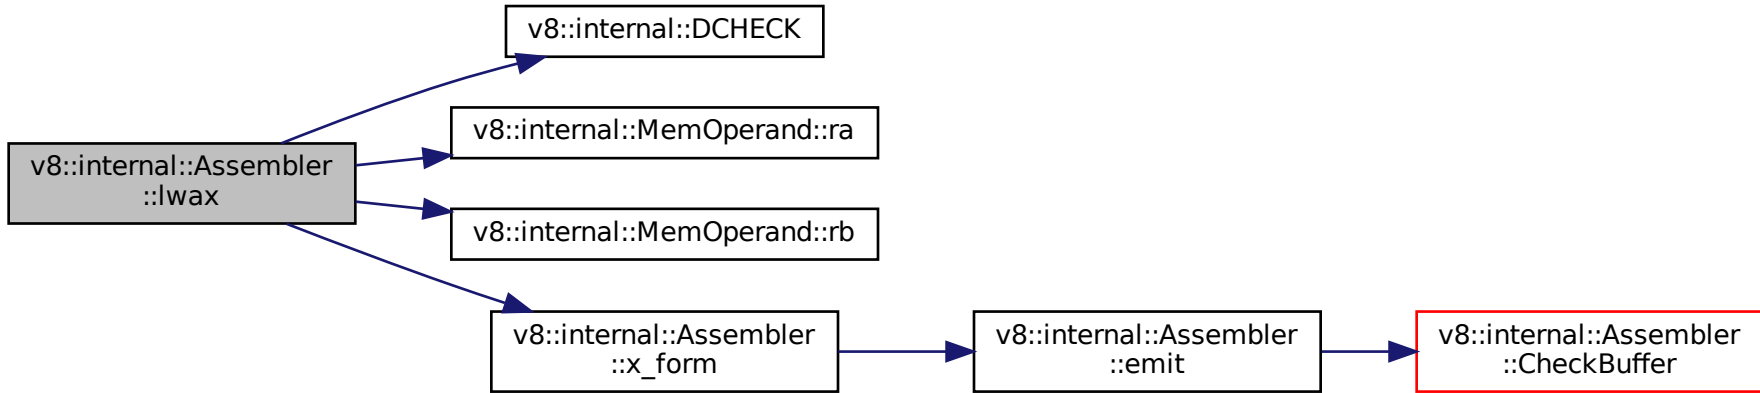 v8::internal::DCHECK
v8::internal::MemOperand::ra
v8::internal::Assembler
::lwax
v8::internal::MemOperand::rb
v8::internal::Assembler
::x_form
v8::internal::Assembler
::emit
v8::internal::Assembler
::CheckBuffer